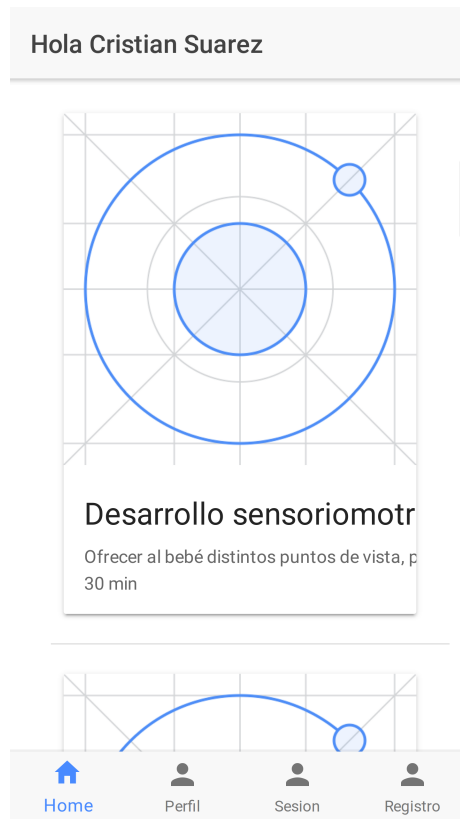 Hola Cristian Suarez
Desarrollo sensoriomotr
Ofrecer al bebé distintos puntos de vista, p
30 min
Home
Perfil
Sesion
Registro